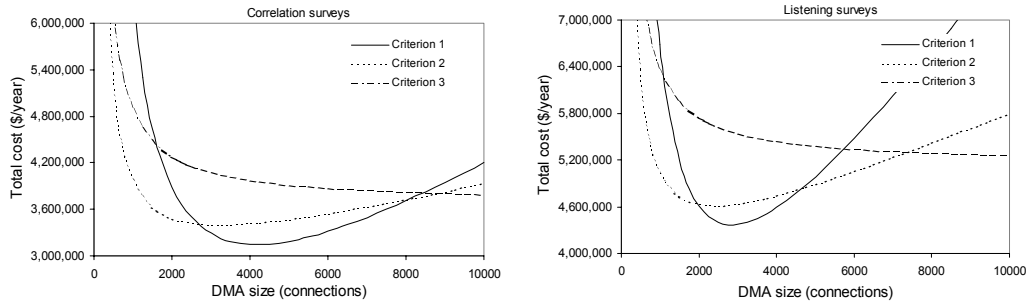 Correlation surveys
Total cost ($/year)
6,000,000
5,400,000
4,800,000
4,200,000
3,600,000
3,000,000
Criterion 1
Criterion 2
Criterion 3
0 2000 4000 6000 8000 10000
DMA size (connections)
Listening surveys
Total cost ($/year)
7,000,000
6,400,000
5,800,000
5,200,000
4,600,000
4,000,000
Criterion 1
Criterion 2
Criterion 3
0 2000 4000 6000 8000 10000
DMA size (connections)